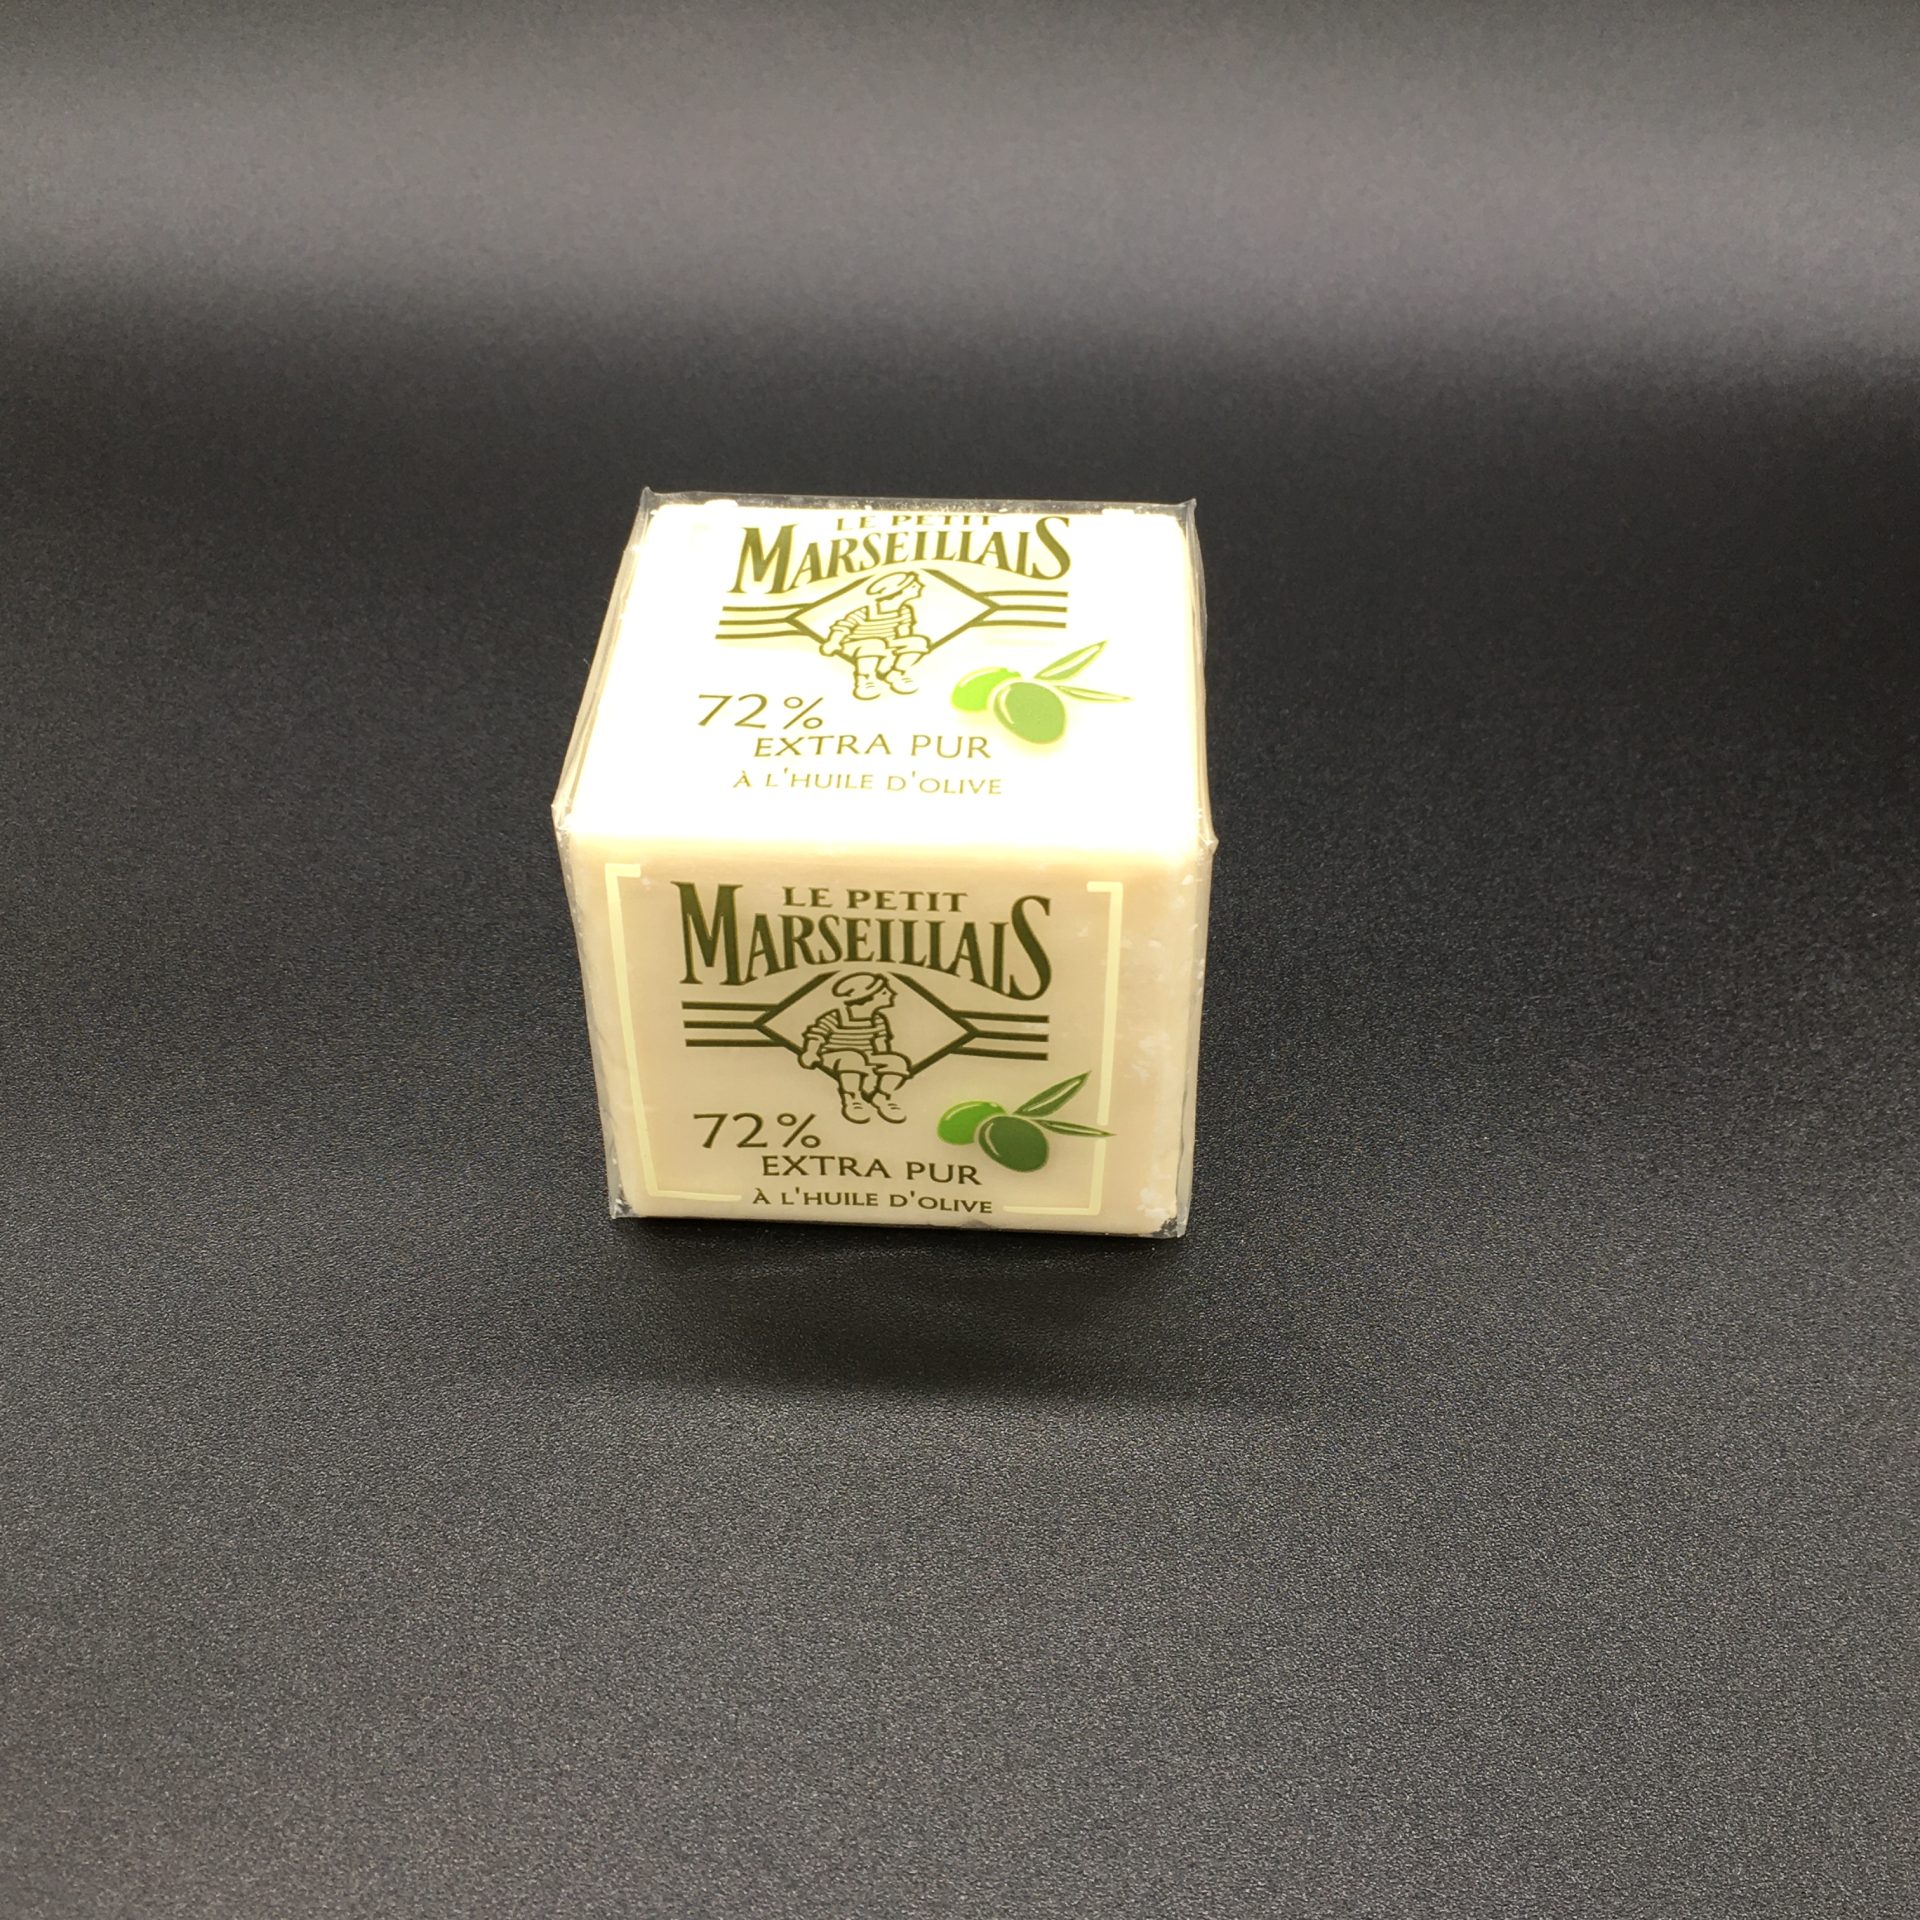 LE PETIT
MARSEILLAIS
72%
EXTRA PUR
À L'HUILE D'OLIVE
LE PETIT
MARSEILLAIS
72%
EXTRA PUR
À L'HUILE D'OLIVE